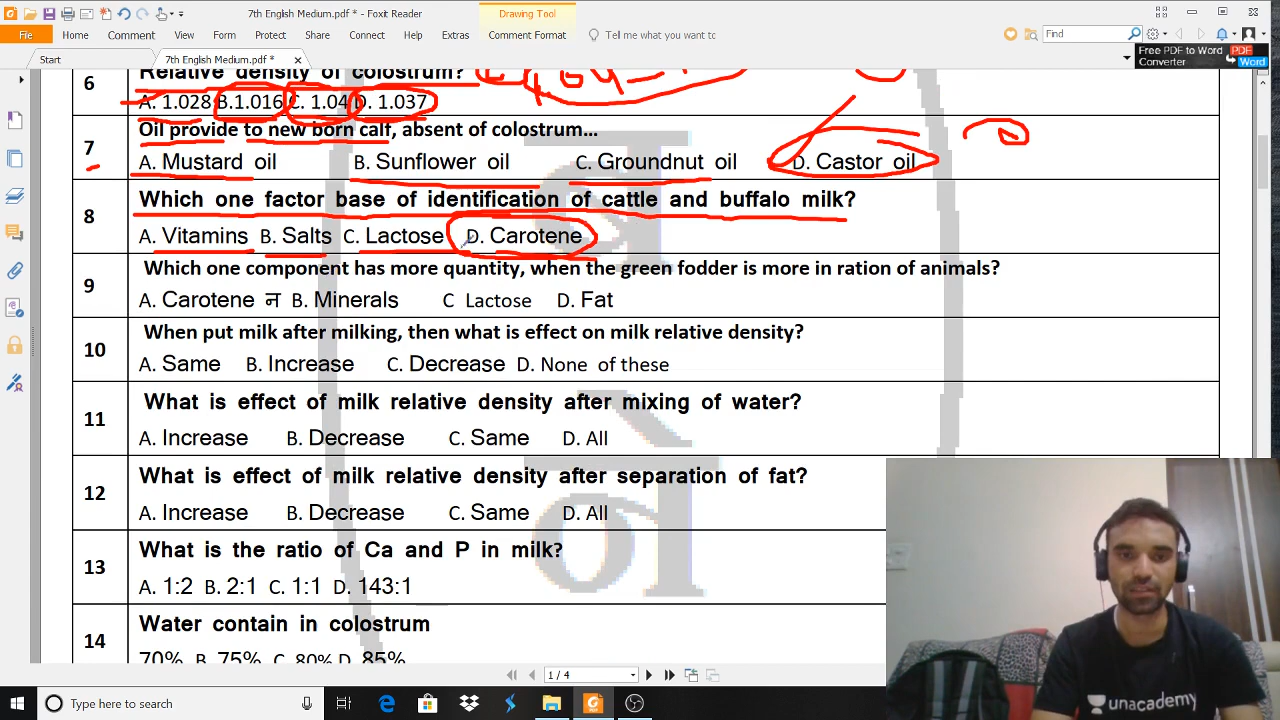 7th English Medium.pdf * - Foxit Reader
Drawing Tool
File Home Comment View Form Protect Share Connect Help Extras Comment Format Tell me what you want to Find
Start 7th English Medium.pdf *
Free PDF to Word Converter
PDF Word
6 Relative density of colostrum?
A. 1.028 B.1.016 C. 1.04 D. 1.037
7 Oil provide to new born calf, absent of colostrum...
A. Mustard oil B. Sunflower oil C. Groundnut oil D. Castor oil
8 Which one factor base of identification of cattle and buffalo milk?
A. Vitamins B. Salts C. Lactose D. Carotene
9 Which one component has more quantity, when the green fodder is more in ration of animals?
A. Carotene न B. Minerals C Lactose D. Fat
10 When put milk after milking, then what is effect on milk relative density?
A. Same B. Increase C. Decrease D. None of these
11 What is effect of milk relative density after mixing of water?
A. Increase B. Decrease C. Same D. All
12 What is effect of milk relative density after separation of fat?
A. Increase B. Decrease C. Same D. All
13 What is the ratio of Ca and P in milk?
A. 1:2 B. 2:1 C. 1:1 D. 143:1
14 Water contain in colostrum
70% B. 75% C. 80% D. 85%
unacademy
1 / 4
Type here to search